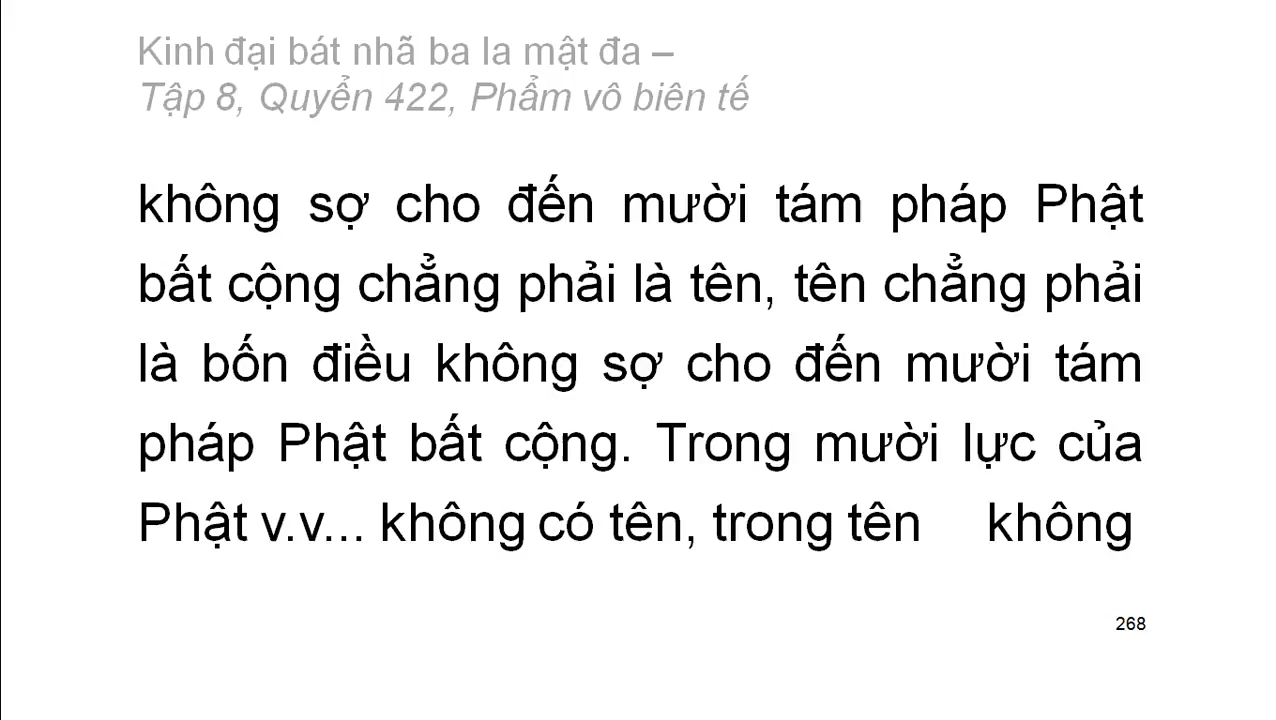 Kinh đại bát nhã ba la mật đa –
Tập 8, Quyển 422, Phẩm vô biên tế
không sợ cho đến mười tám pháp Phật
bất cộng chẳng phải là tên, tên chẳng phải
là bốn điều không sợ cho đến mười tám
pháp Phật bất cộng. Trong mười lực của
Phật v.v... không có tên, trong tên không
268